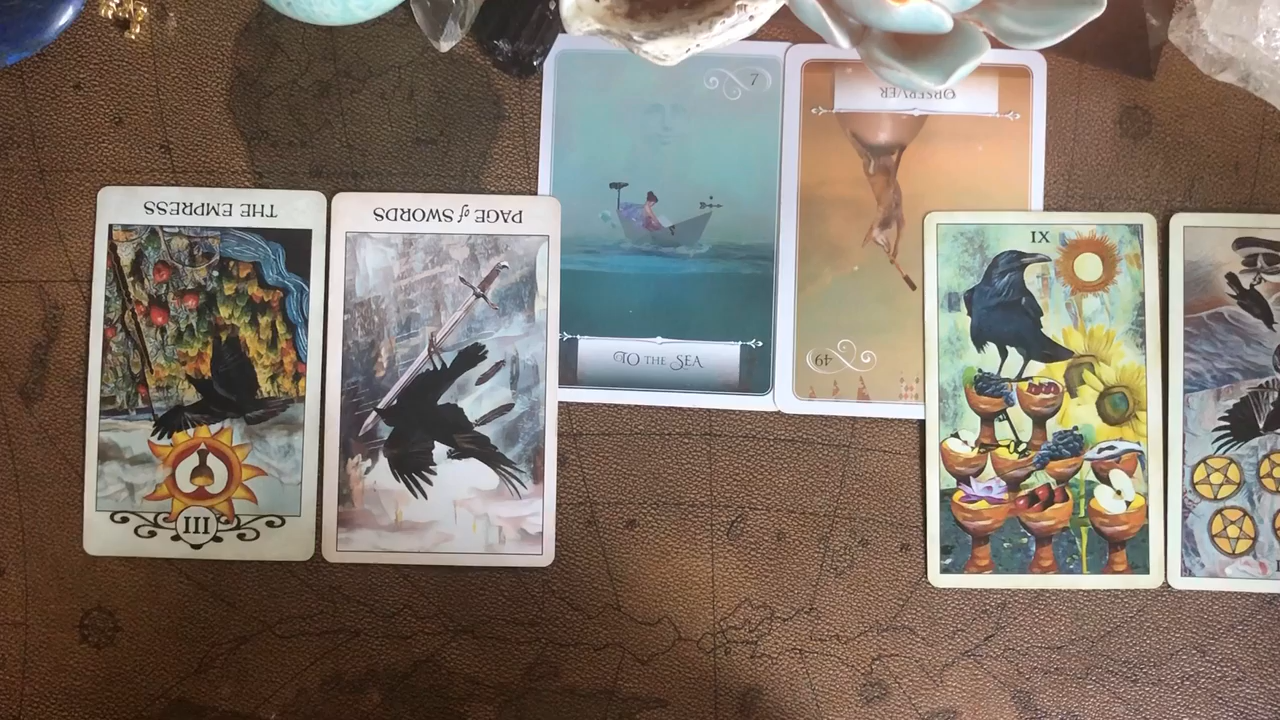 THE EMPRESS
III
PAGE of SWORDS
7
TO THE SEA
OBSERVER
49
IX